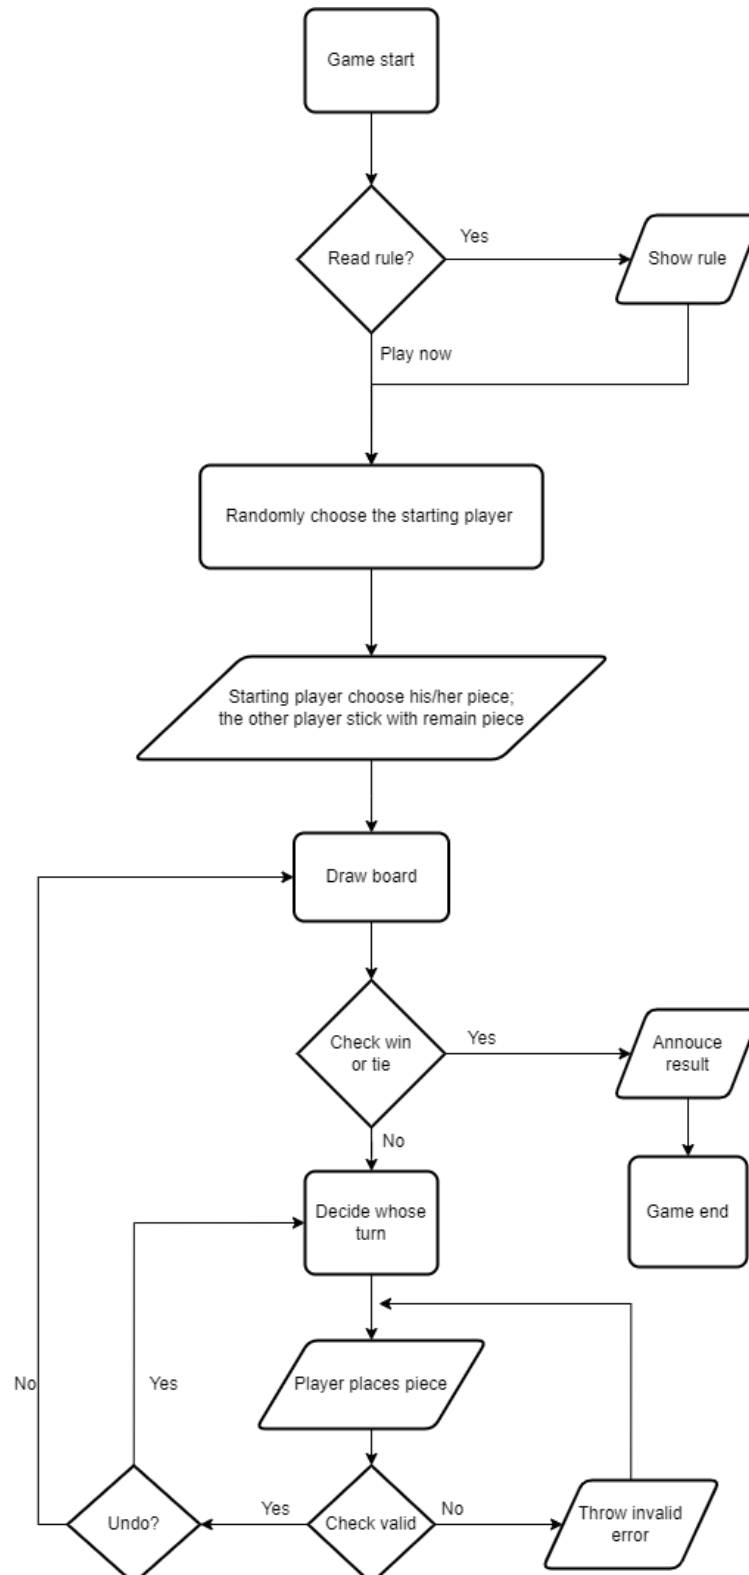 Game start
Read rule?
Yes
Show rule
Play now
Randomly choose the starting player
Starting player choose his/her piece;
the other player stick with remain piece
Draw board
Check win
or tie
Yes
Annouce
result
No
Decide whose
turn
Game end
No
Yes
Player places piece
Undo?
Yes
Check valid
No
Throw invalid
error